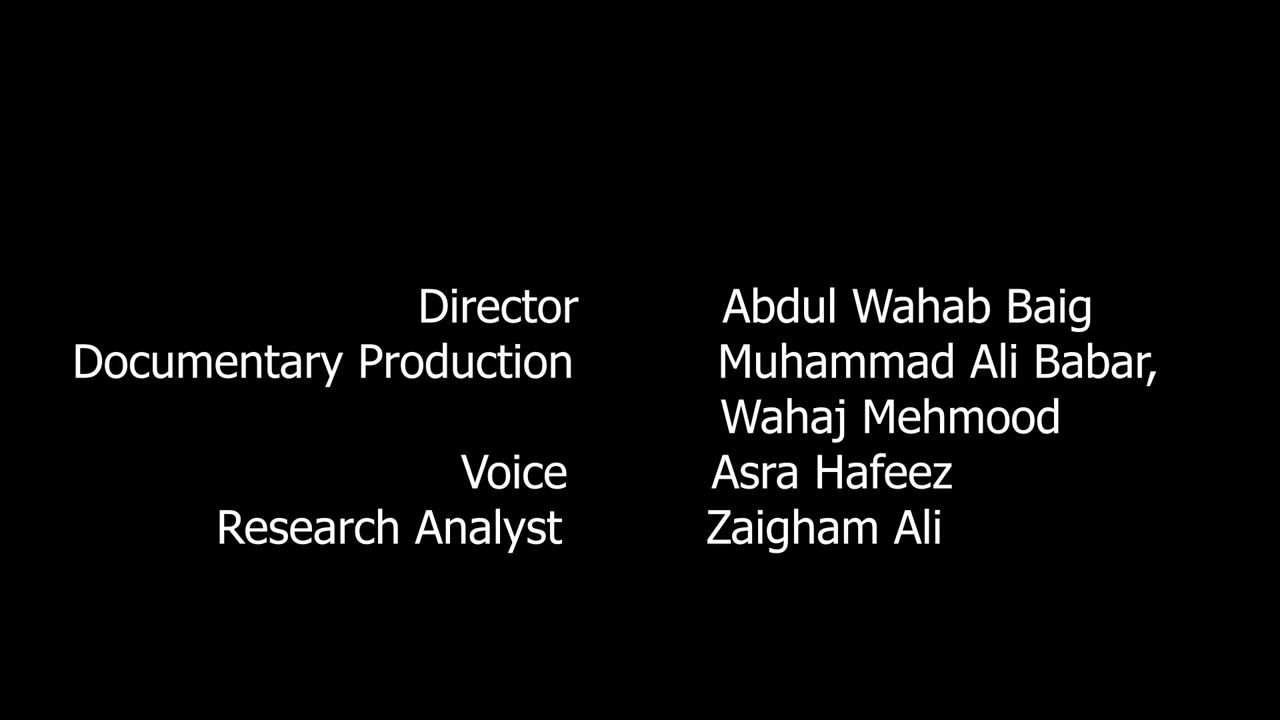 Director Abdul Wahab Baig
Documentary Production Muhammad Ali Babar,
Wahaj Mehmood
Voice Asra Hafeez
Research Analyst Zaigham Ali